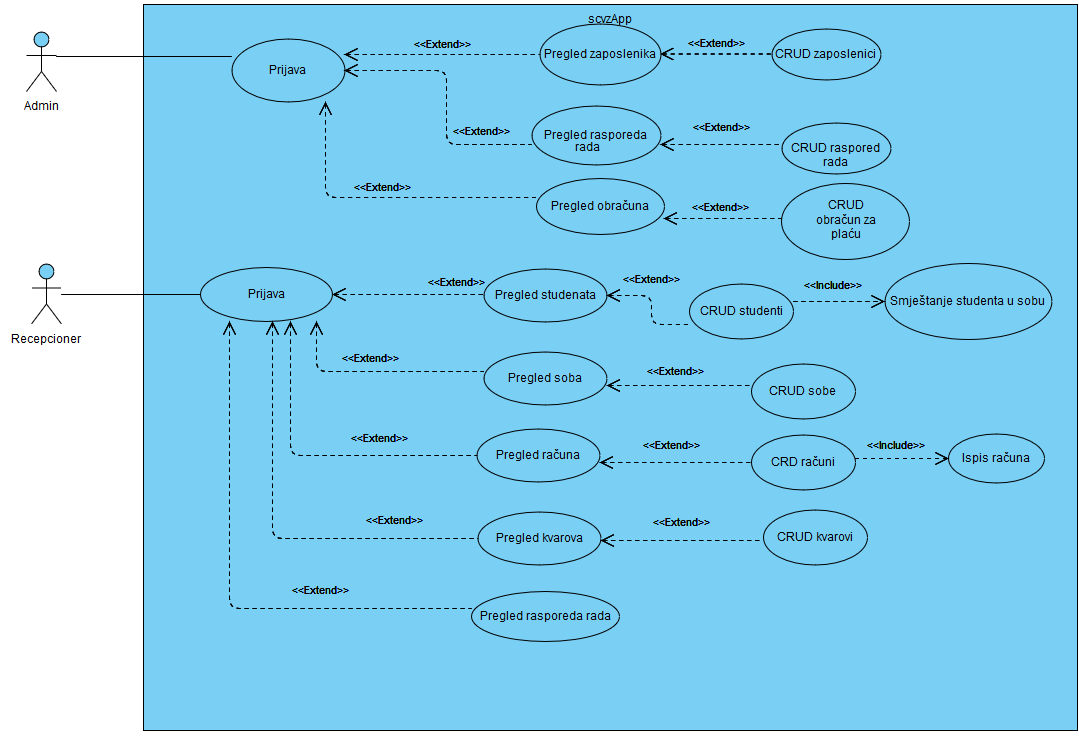 scvzApp
Admin
Prijava
<<Extend>>
Pregled zaposlenika
<<Extend>>
CRUD zaposlenici
<<Extend>>
Pregled rasporeda
rada
<<Extend>>
CRUD raspored
rada
<<Extend>>
Pregled obračuna
<<Extend>>
CRUD
obračun za
plaću
Recepcioner
Prijava
<<Extend>>
Pregled studenata
<<Extend>>
CRUD studenti
<<Include>>
Smještanje studenta u sobu
<<Extend>>
Pregled soba
<<Extend>>
CRUD sobe
<<Extend>>
Pregled računa
<<Extend>>
CRD računi
<<Include>>
Ispis računa
<<Extend>>
Pregled kvarova
<<Extend>>
CRUD kvarovi
<<Extend>>
Pregled rasporeda rada